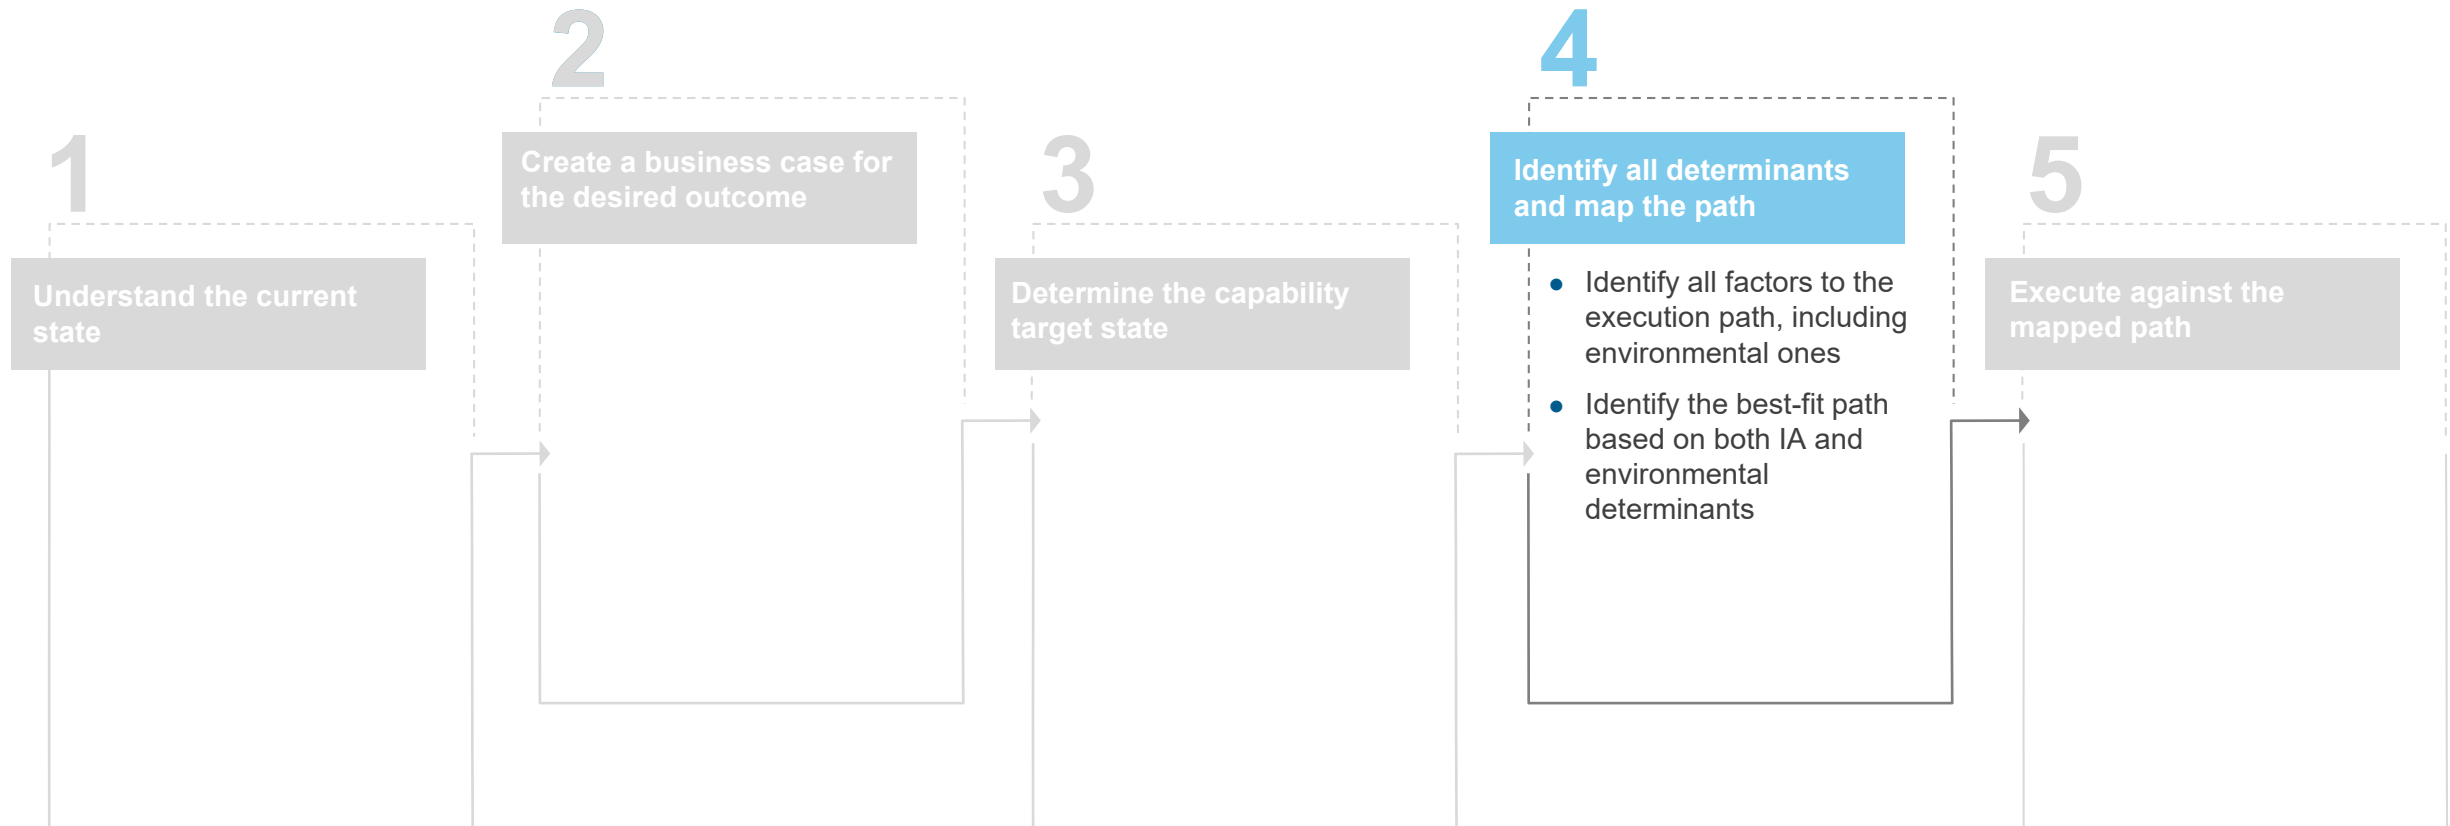 1
Understand the current
state
2
Create a business case for
the desired outcome
3
Determine the capability
target state
4
Identify all determinants
and map the path
● Identify all factors to the
execution path, including
environmental ones
● Identify the best-fit path
based on both IA and
environmental
determinants
5
Execute against the
mapped path